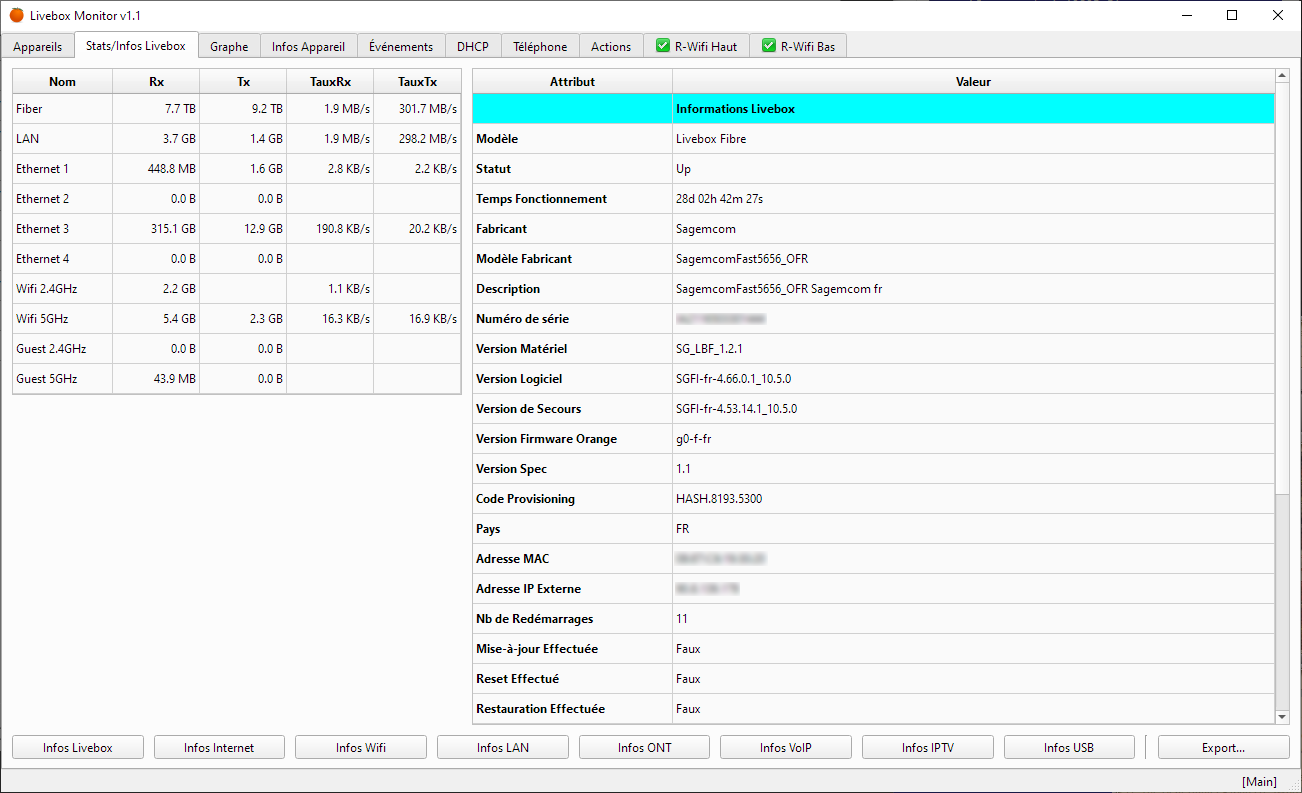 Livebox Monitor v1.1
Appareils Stats/Infos Livebox Graphe Infos Appareil Événements DHCP Téléphone Actions R-Wifi Haut R-Wifi Bas
Nom Rx Tx TauxRx TauxTx
Fiber 7.7 TB 9.2 TB 1.9 MB/s 301.7 MB/s
LAN 3.7 GB 1.4 GB 1.9 MB/s 298.2 MB/s
Ethernet 1 448.8 MB 1.6 GB 2.8 KB/s 2.2 KB/s
Ethernet 2 0.0 B 0.0 B
Ethernet 3 315.1 GB 12.9 GB 190.8 KB/s 20.2 KB/s
Ethernet 4 0.0 B 0.0 B
Wifi 2.4GHz 2.2 GB 1.1 KB/s
Wifi 5GHz 5.4 GB 2.3 GB 16.3 KB/s 16.9 KB/s
Guest 2.4GHz 0.0 B 0.0 B
Guest 5GHz 43.9 MB 0.0 B
Attribut Valeur
Informations Livebox
Modèle Livebox Fibre
Statut Up
Temps Fonctionnement 28d 02h 42m 27s
Fabricant Sagemcom
Modèle Fabricant SagemcomFast5656_OFR
Description SagemcomFast5656_OFR Sagemcom fr
Numéro de série
Version Matériel SG_LBF_1.2.1
Version Logiciel SGFI-fr-4.66.0.1_10.5.0
Version de Secours SGFI-fr-4.53.14.1_10.5.0
Version Firmware Orange g0-f-fr
Version Spec 1.1
Code Provisioning HASH.8193.5300
Pays FR
Adresse MAC
Adresse IP Externe
Nb de Redémarrages 11
Mise-à-jour Effectuée Faux
Reset Effectué Faux
Restauration Effectuée Faux
Infos Livebox Infos Internet Infos Wifi Infos LAN Infos ONT Infos VoIP Infos IPTV Infos USB Export...
[Main]